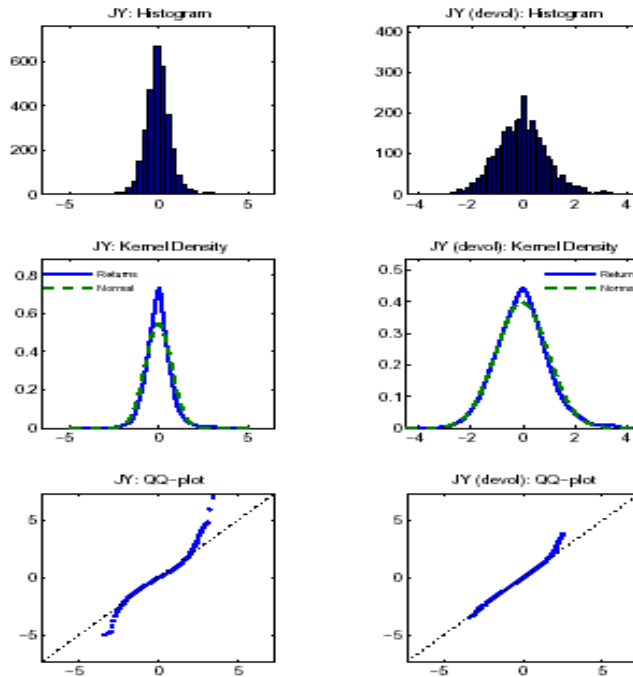 JY: Histogram
600
400
200
0
−5 0 5
JY (devol): Histogram
400
300
200
100
0
−4 −2 0 2 4
JY: Kernel Density
0.8
0.6
0.4
0.2
0
Returns
Normal
−5 0 5
JY (devol): Kernel Density
0.5
0.4
0.3
0.2
0.1
0
Return
Norma
−4 −2 0 2 4
JY: QQ-plot
5
0
−5
−5 0 5
JY (devol): QQ-plot
5
0
−5
−5 0 5